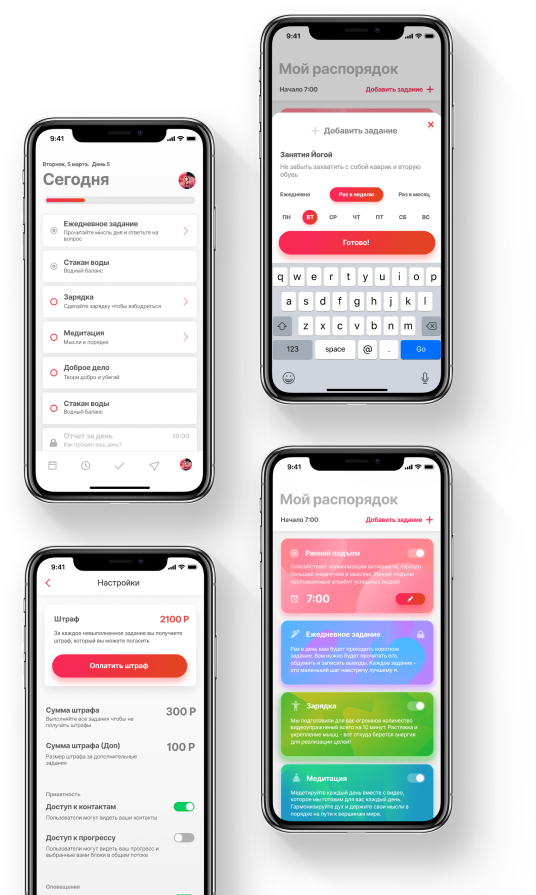 9:41
Вторник, 5 марта. День 5
Сегодня
Ежедневное задание
Прочитайте мысль дня и ответьте на
вопрос
Стакан воды
Водный баланс
Зарядка
Сделайте зарядку чтобы взбодриться
Медитация
Мысли в порядке
Доброе дело
Твори добро и убегай
Стакан воды
Водный баланс
Отчет за день 19:00
Как прошел ваш день?
9:41
Мой распорядок
Начало 7:00 Добавить задание +
+ Добавить задание
Занятия Йогой
Не забыть захватить с собой каврик и вторую
обувь
Ежедневно Раз в неделю Раз в месяц
ПН ВТ СР ЧТ ПТ СБ ВС
Готово!
q w e r t y u i o p
a s d f g h j k l
z x c v b n m
123 space @ . Go
9:41
Настройки
Штраф 2100 Р
За каждое невыполненное задание вы получаете
штраф, который вы можете погасить
Оплатить штраф
Сумма штрафа 300 Р
Выполняйте все задания чтобы не
получать штрафы
Сумма штрафа (Доп) 100 Р
Размер штрафа за дополнительные
задания
Приватность
Доступ к контактам
Пользователи могут видеть ваши контакты
Доступ к прогрессу
Пользователи могут видеть ваш прогресс и
выбранные вами блоки в общем потоке
Оповещения
9:41
Мой распорядок
Начало 7:00 Добавить задание +
Ранний подъем
Способствует нормализации активности, гораздо
большей энергетике и мыслям. Ранний подъем -
неотъемлемый атрибут успешных людей!
7:00
Ежедневное задание
Раз в день вам будет приходить короткое
задание. Вам нужно будет прочитать его,
обдумать и записать выводы. Каждое задание -
это маленький шаг навстречу лучшему я.
Зарядка
Мы подготовили для вас огромное количество
видеоупражнений всего на 10 минут. Растяжка и
укрепление мышц - вот откуда берется энергия
для реализации целей!
Медитация
Медетируйте каждый день вместе с видео,
которое мы готовим для вас каждый день.
Гармонизируйте дух и держите свои мысли в
порядке на пути к вершинам мира.